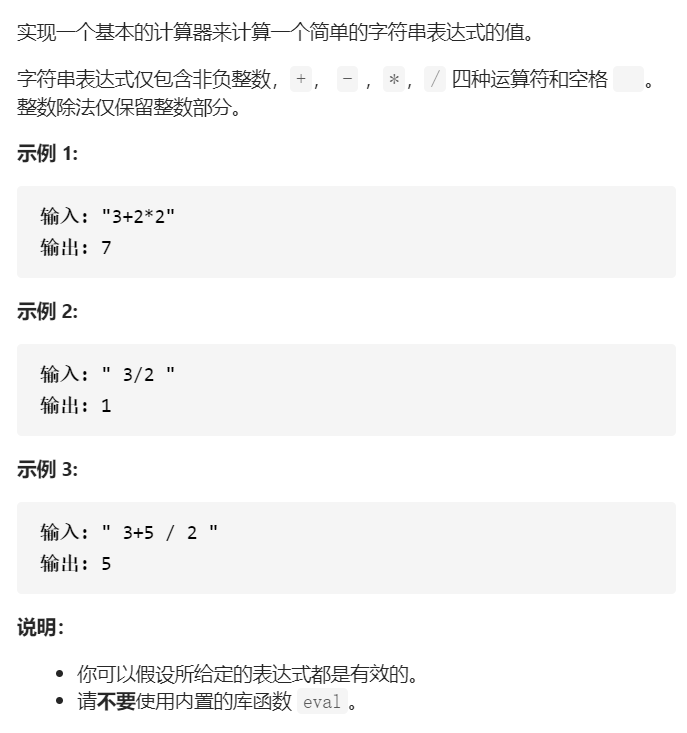 实现一个基本的计算器来计算一个简单的字符串表达式的值。
字符串表达式仅包含非负整数，+， - ，*，/ 四种运算符和空格  。
整数除法仅保留整数部分。
示例 1:
输入: "3+2*2"
输出: 7
示例 2:
输入: " 3/2 "
输出: 1
示例 3:
输入: " 3+5 / 2 "
输出: 5
说明：
• 你可以假设所给定的表达式都是有效的。
• 请不要使用内置的库函数 eval。